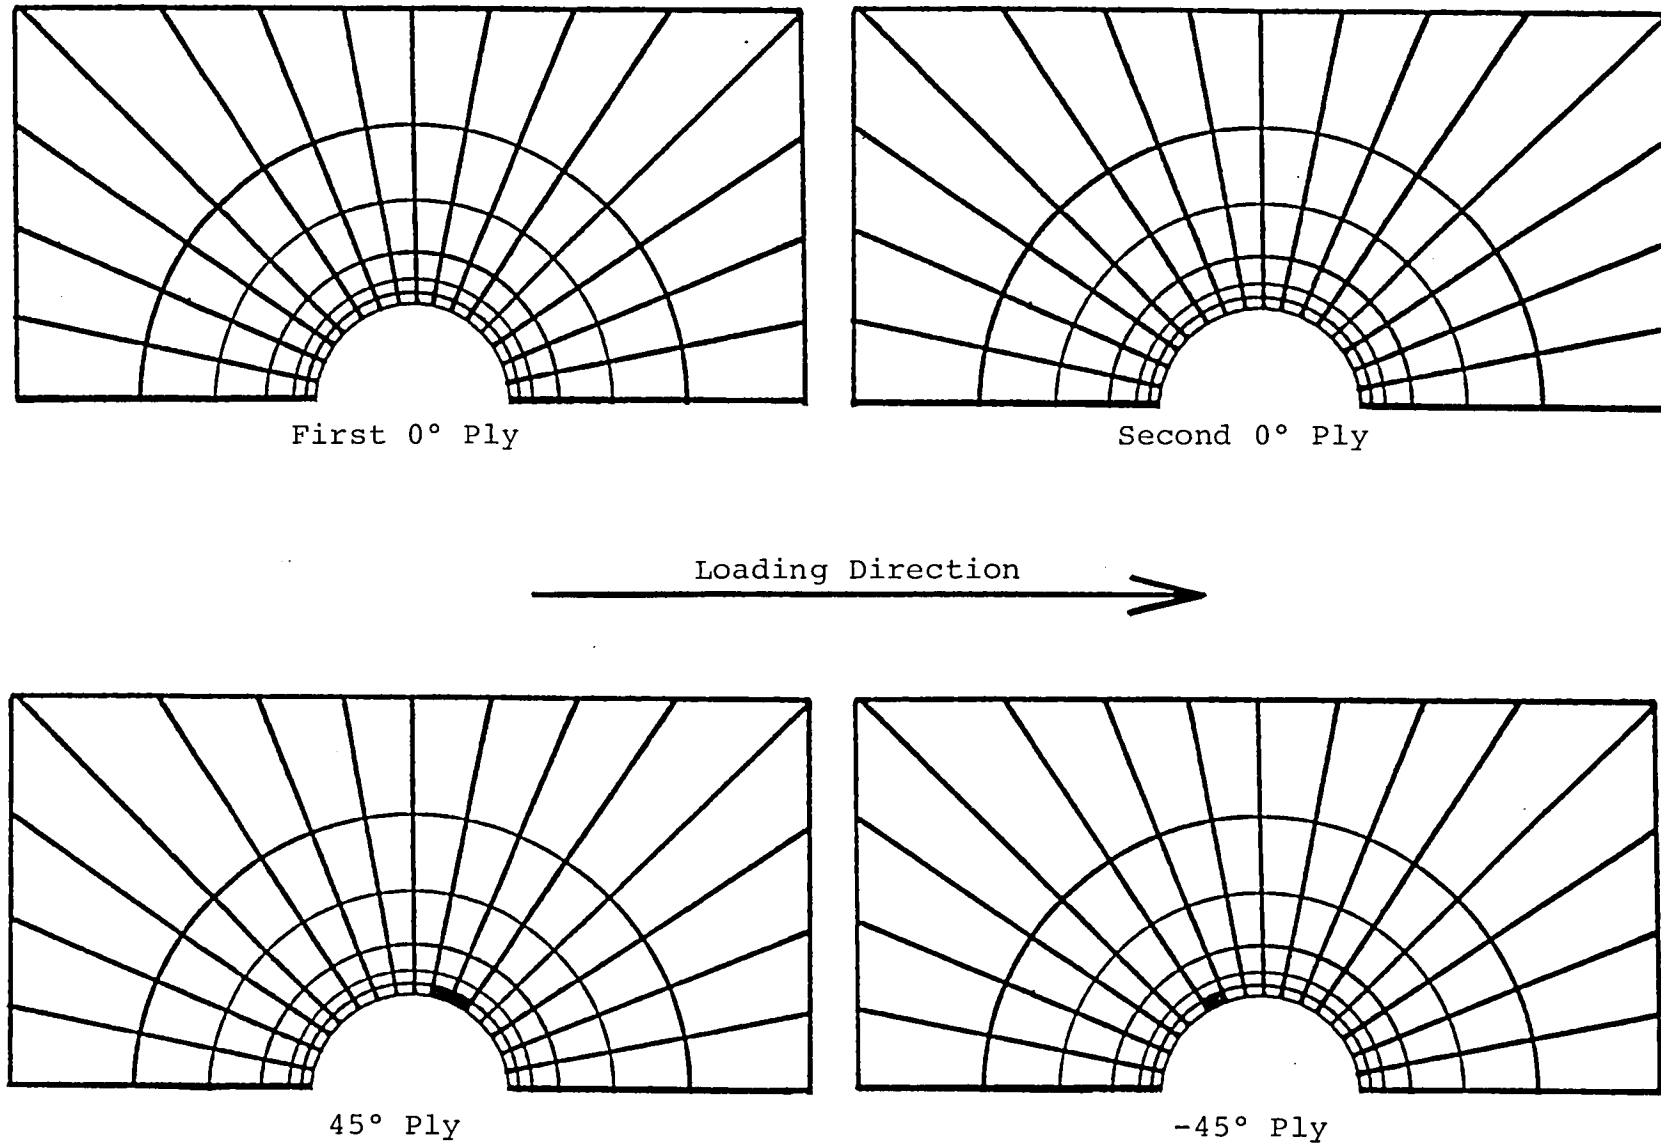 First 0° Ply
Second 0° Ply
Loading Direction
45° Ply
-45° Ply